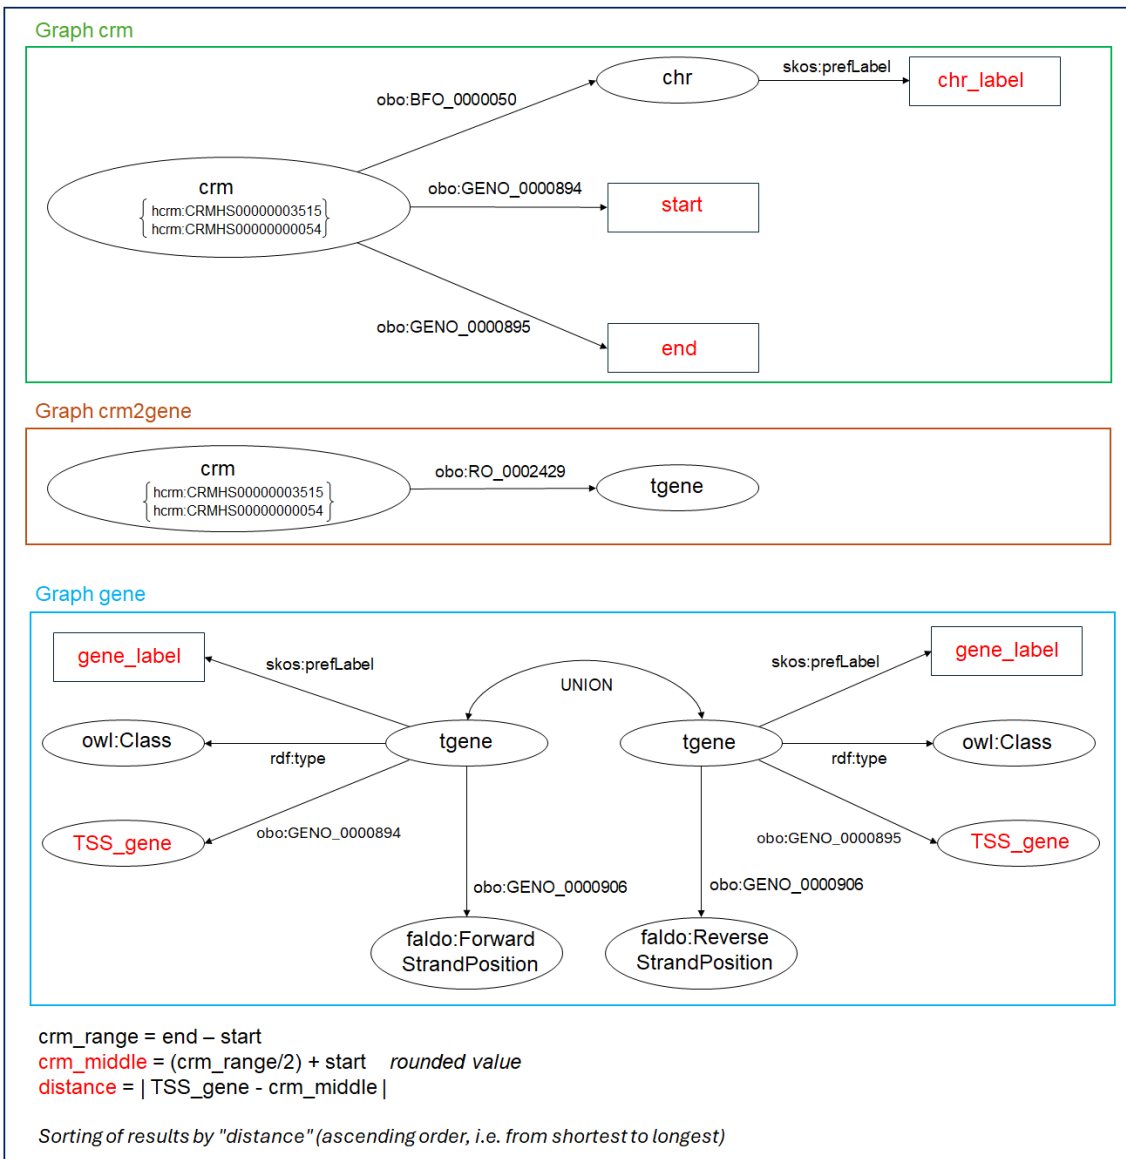 Graph crm
chr
skos:prefLabel
chr_label
obo:BFO_0000050
crm
hcrm:CRMHS00000003515
hcrm:CRMHS00000000054
obo:GENO_0000894
start
obo:GENO_0000895
end
Graph crm2gene
crm
hcrm:CRMHS00000003515
hcrm:CRMHS00000000054
obo:RO_0002429
tgene
Graph gene
gene_label
skos:prefLabel
UNION
skos:prefLabel
gene_label
owl:Class
rdf:type
tgene
tgene
rdf:type
owl:Class
TSS_gene
obo:GENO_0000894
obo:GENO_0000895
TSS_gene
obo:GENO_0000906
obo:GENO_0000906
faldo:Forward
StrandPosition
faldo:Reverse
StrandPosition
crm_range = end – start
crm_middle = (crm_range/2) + start rounded value
distance = | TSS_gene - crm_middle |
Sorting of results by "distance" (ascending order, i.e. from shortest to longest)